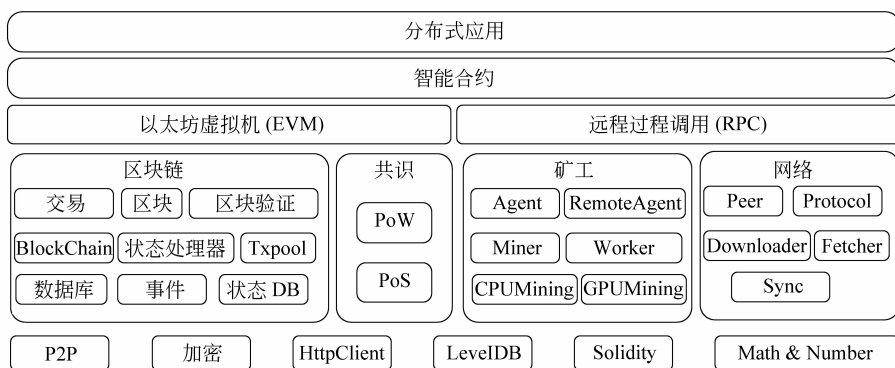 分布式应用
智能合约
以太坊虚拟机 (EVM) 远程过程调用 (RPC)
区块链 共识 矿工 网络
交易 区块 区块验证 PoW Agent RemoteAgent Peer Protocol
BlockChain 状态处理器 Txpool Miner Worker Downloader Fetcher
数据库 事件 状态 DB PoS CPUMining GPUMining Sync
P2P 加密 HttpClient LevelDB Solidity Math & Number